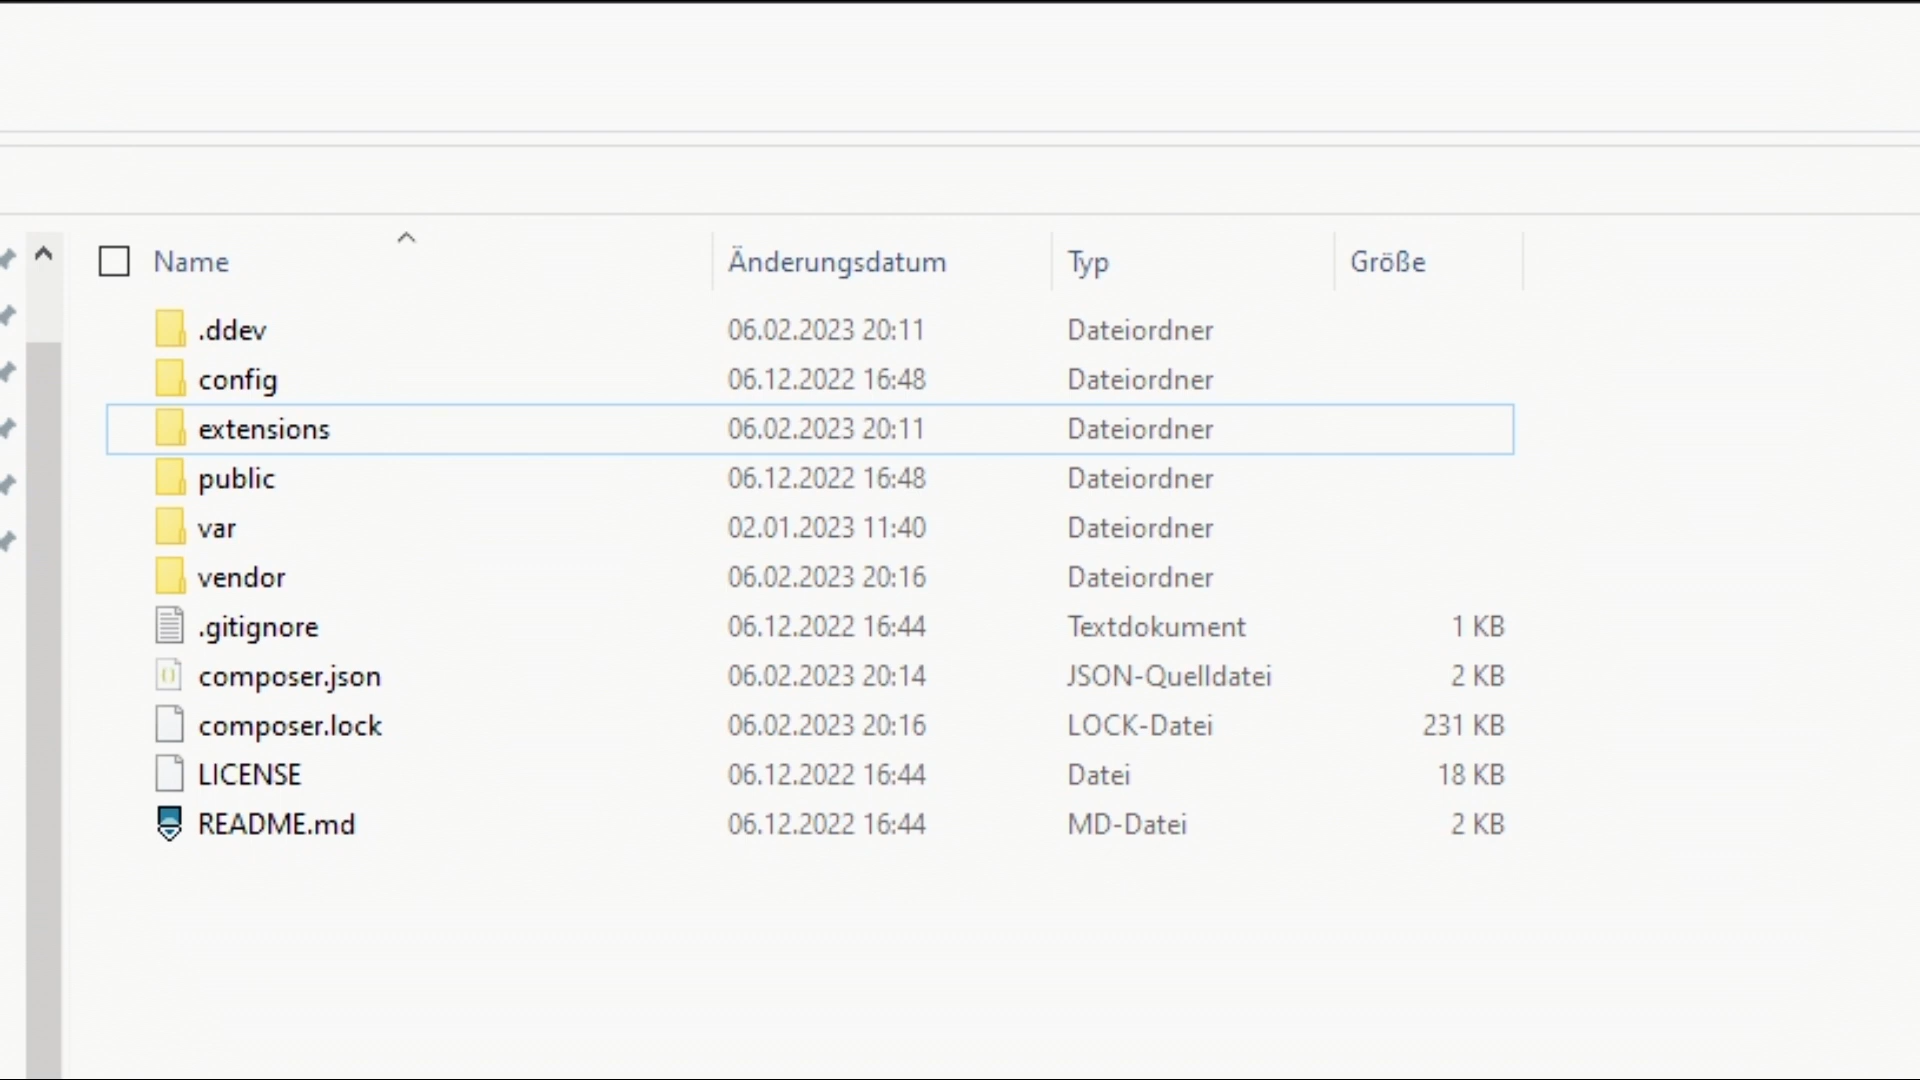 Name Änderungsdatum Typ Größe
.ddev 06.02.2023 20:11 Dateiordner
config 06.12.2022 16:48 Dateiordner
extensions 06.02.2023 20:11 Dateiordner
public 06.12.2022 16:48 Dateiordner
var 02.01.2023 11:40 Dateiordner
vendor 06.02.2023 20:16 Dateiordner
.gitignore 06.12.2022 16:44 Textdokument 1 KB
composer.json 06.02.2023 20:14 JSON-Quelldatei 2 KB
composer.lock 06.02.2023 20:16 LOCK-Datei 231 KB
LICENSE 06.12.2022 16:44 Datei 18 KB
README.md 06.12.2022 16:44 MD-Datei 2 KB